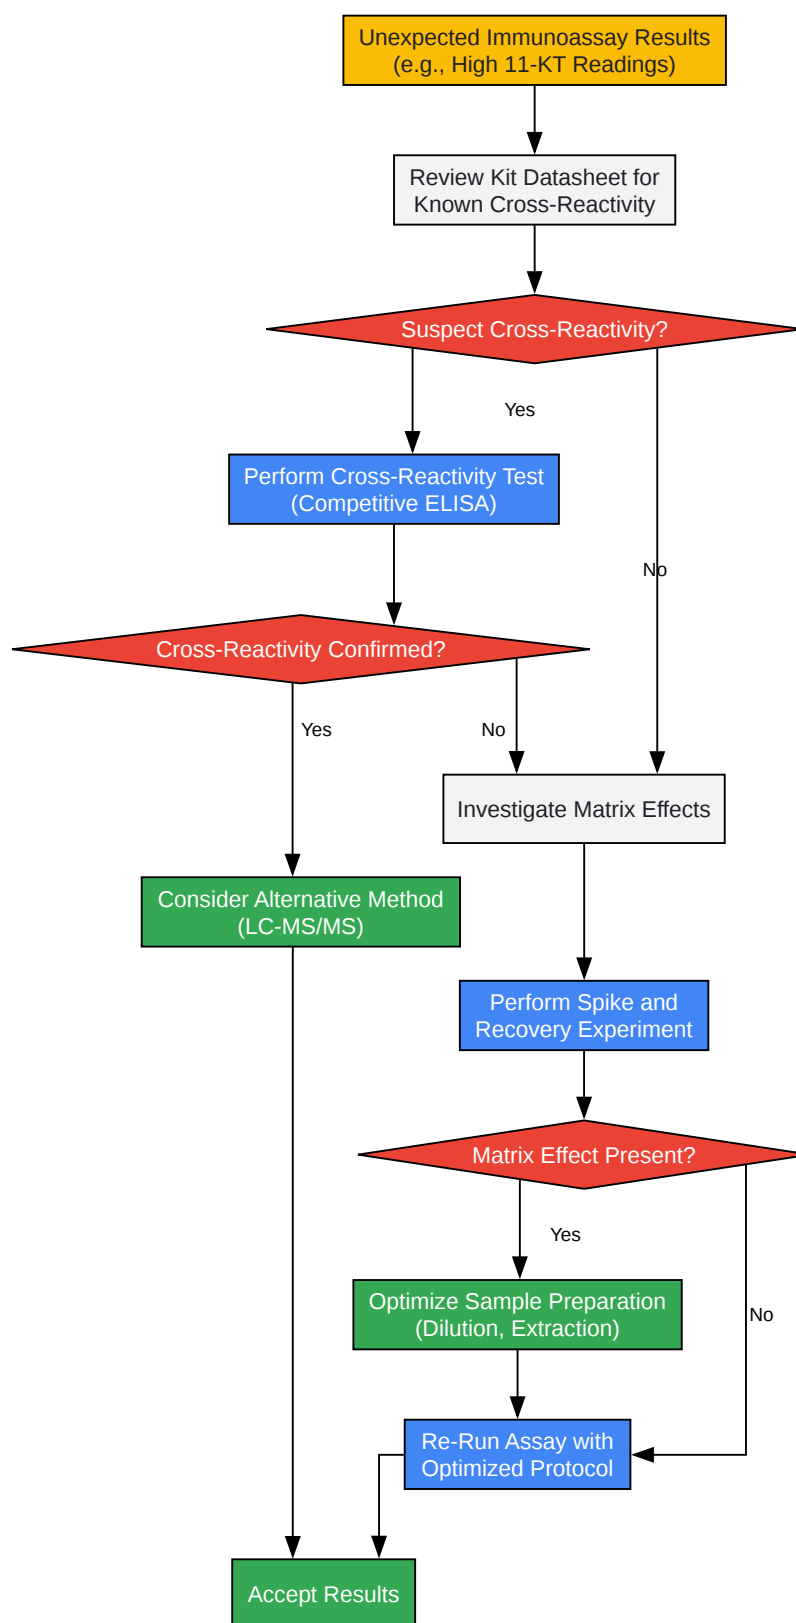 Unexpected Immunoassay Results
(e.g., High 11-KT Readings)
Review Kit Datasheet for
Known Cross-Reactivity
Suspect Cross-Reactivity?
Yes
Perform Cross-Reactivity Test
(Competitive ELISA)
No
Cross-Reactivity Confirmed?
Yes
No
Investigate Matrix Effects
Consider Alternative Method
(LC-MS/MS)
Perform Spike and
Recovery Experiment
Matrix Effect Present?
Yes
Optimize Sample Preparation
(Dilution, Extraction)
No
Re-Run Assay with
Optimized Protocol
Accept Results